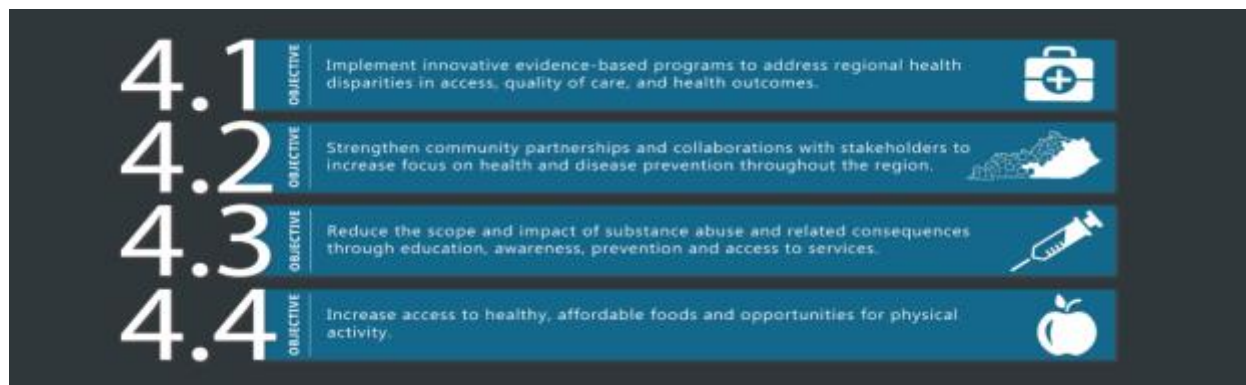 4.1
OBJECTIVE
Implement innovative evidence-based programs to address regional health
disparities in access, quality of care, and health outcomes.
4.2
OBJECTIVE
Strengthen community partnerships and collaborations with stakeholders to
increase focus on health and disease prevention throughout the region.
4.3
OBJECTIVE
Reduce the scope and impact of substance abuse and related consequences
through education, awareness, prevention and access to services.
4.4
OBJECTIVE
Increase access to healthy, affordable foods and opportunities for physical
activity.